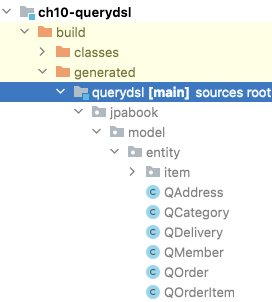 ch10-querydsl
build
classes
generated
querydsl [main] sources root
jpabook
model
entity
item
QAddress
QCategory
QDelivery
QMember
QOrder
QOrderItem